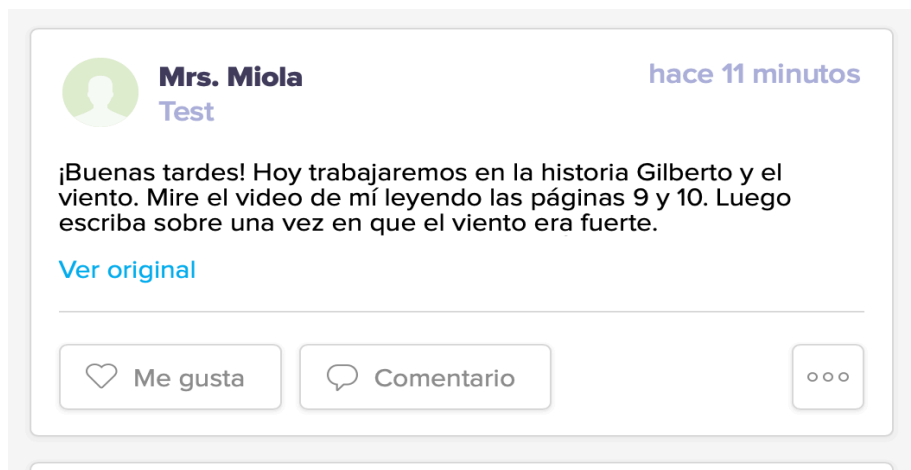 Mrs. Miola
hace 11 minutos
Test
¡Buenas tardes! Hoy trabajaremos en la historia Gilberto y el
viento. Mire el video de mí leyendo las páginas 9 y 10. Luego
escriba sobre una vez en que el viento era fuerte.
Ver original
Me gusta
Comentario